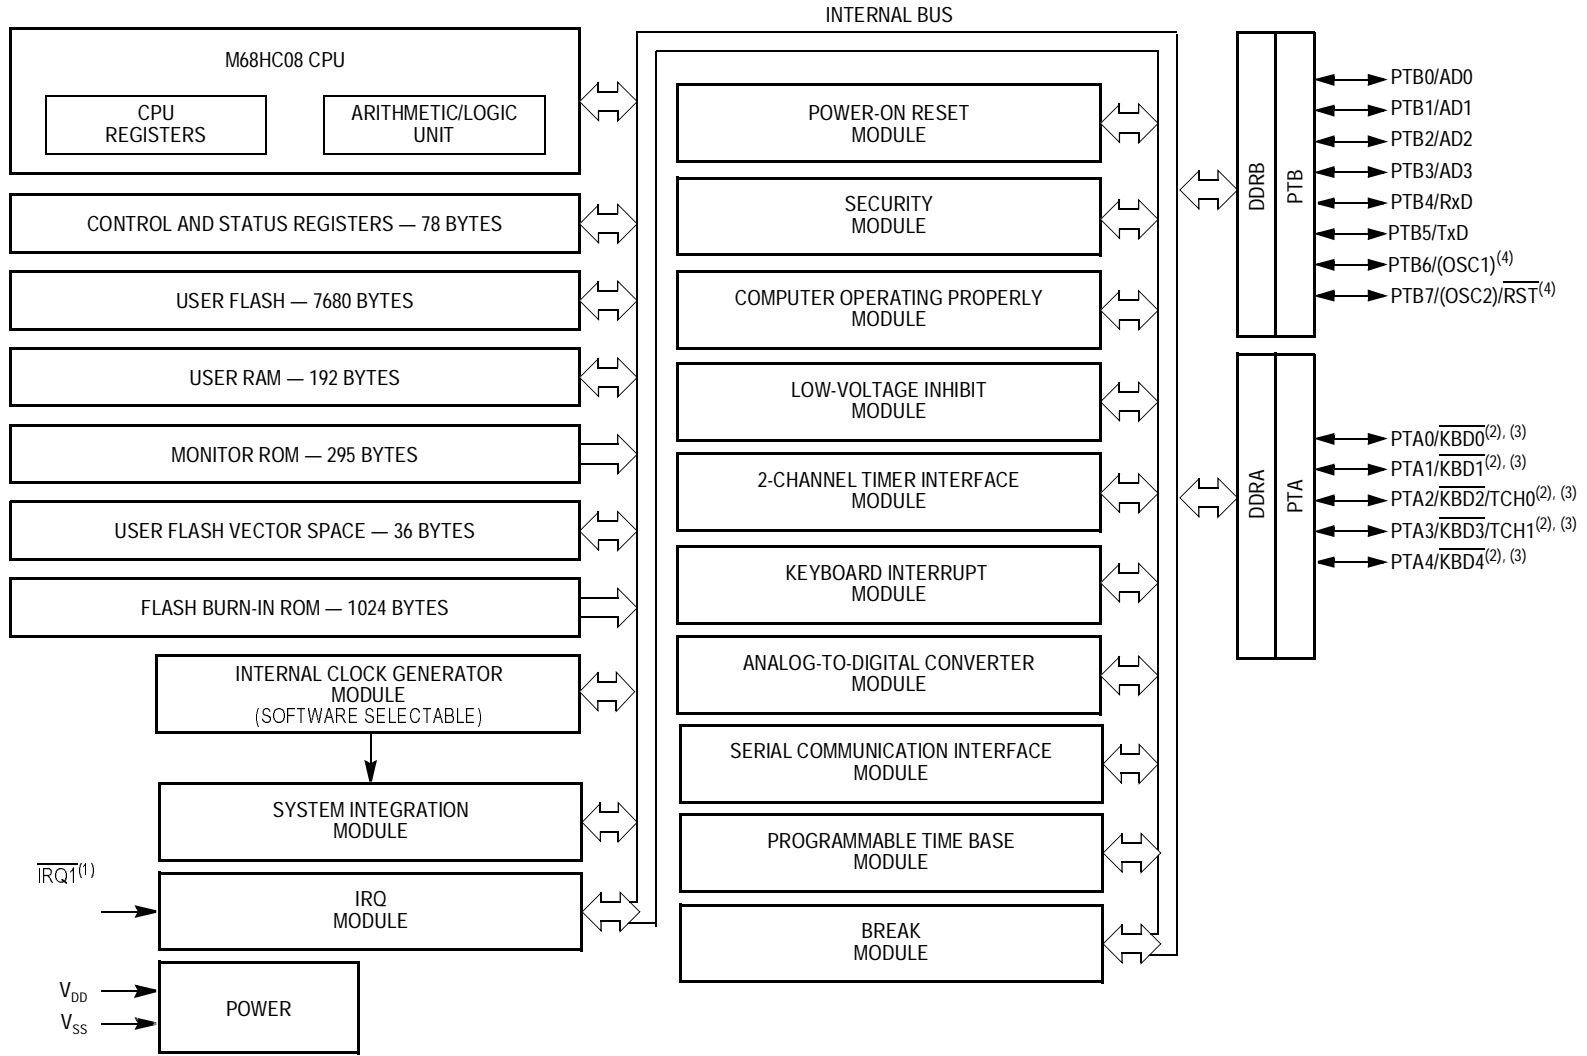 INTERNAL BUS
M68HC08 CPU
CPU
REGISTERS
ARITHMETIC/LOGIC
UNIT
CONTROL AND STATUS REGISTERS — 78 BYTES
USER FLASH — 7680 BYTES
USER RAM — 192 BYTES
MONITOR ROM — 295 BYTES
USER FLASH VECTOR SPACE — 36 BYTES
FLASH BURN-IN ROM — 1024 BYTES
INTERNAL CLOCK GENERATOR
MODULE
(SOFTWARE SELECTABLE)
SYSTEM INTEGRATION
MODULE
IRQ1(1)
IRQ
MODULE
VDD
VSS
POWER
POWER-ON RESET
MODULE
SECURITY
MODULE
COMPUTER OPERATING PROPERLY
MODULE
LOW-VOLTAGE INHIBIT
MODULE
2-CHANNEL TIMER INTERFACE
MODULE
KEYBOARD INTERRUPT
MODULE
ANALOG-TO-DIGITAL CONVERTER
MODULE
SERIAL COMMUNICATION INTERFACE
MODULE
PROGRAMMABLE TIME BASE
MODULE
BREAK
MODULE
DDRB
PTB
PTB0/AD0
PTB1/AD1
PTB2/AD2
PTB3/AD3
PTB4/RxD
PTB5/TxD
PTB6/(OSC1)(4)
PTB7/(OSC2)/RST(4)
DDRA
PTA
PTA0/KBD0(2), (3)
PTA1/KBD1(2), (3)
PTA2/KBD2/TCH0(2), (3)
PTA3/KBD3/TCH1(2), (3)
PTA4/KBD4(2), (3)